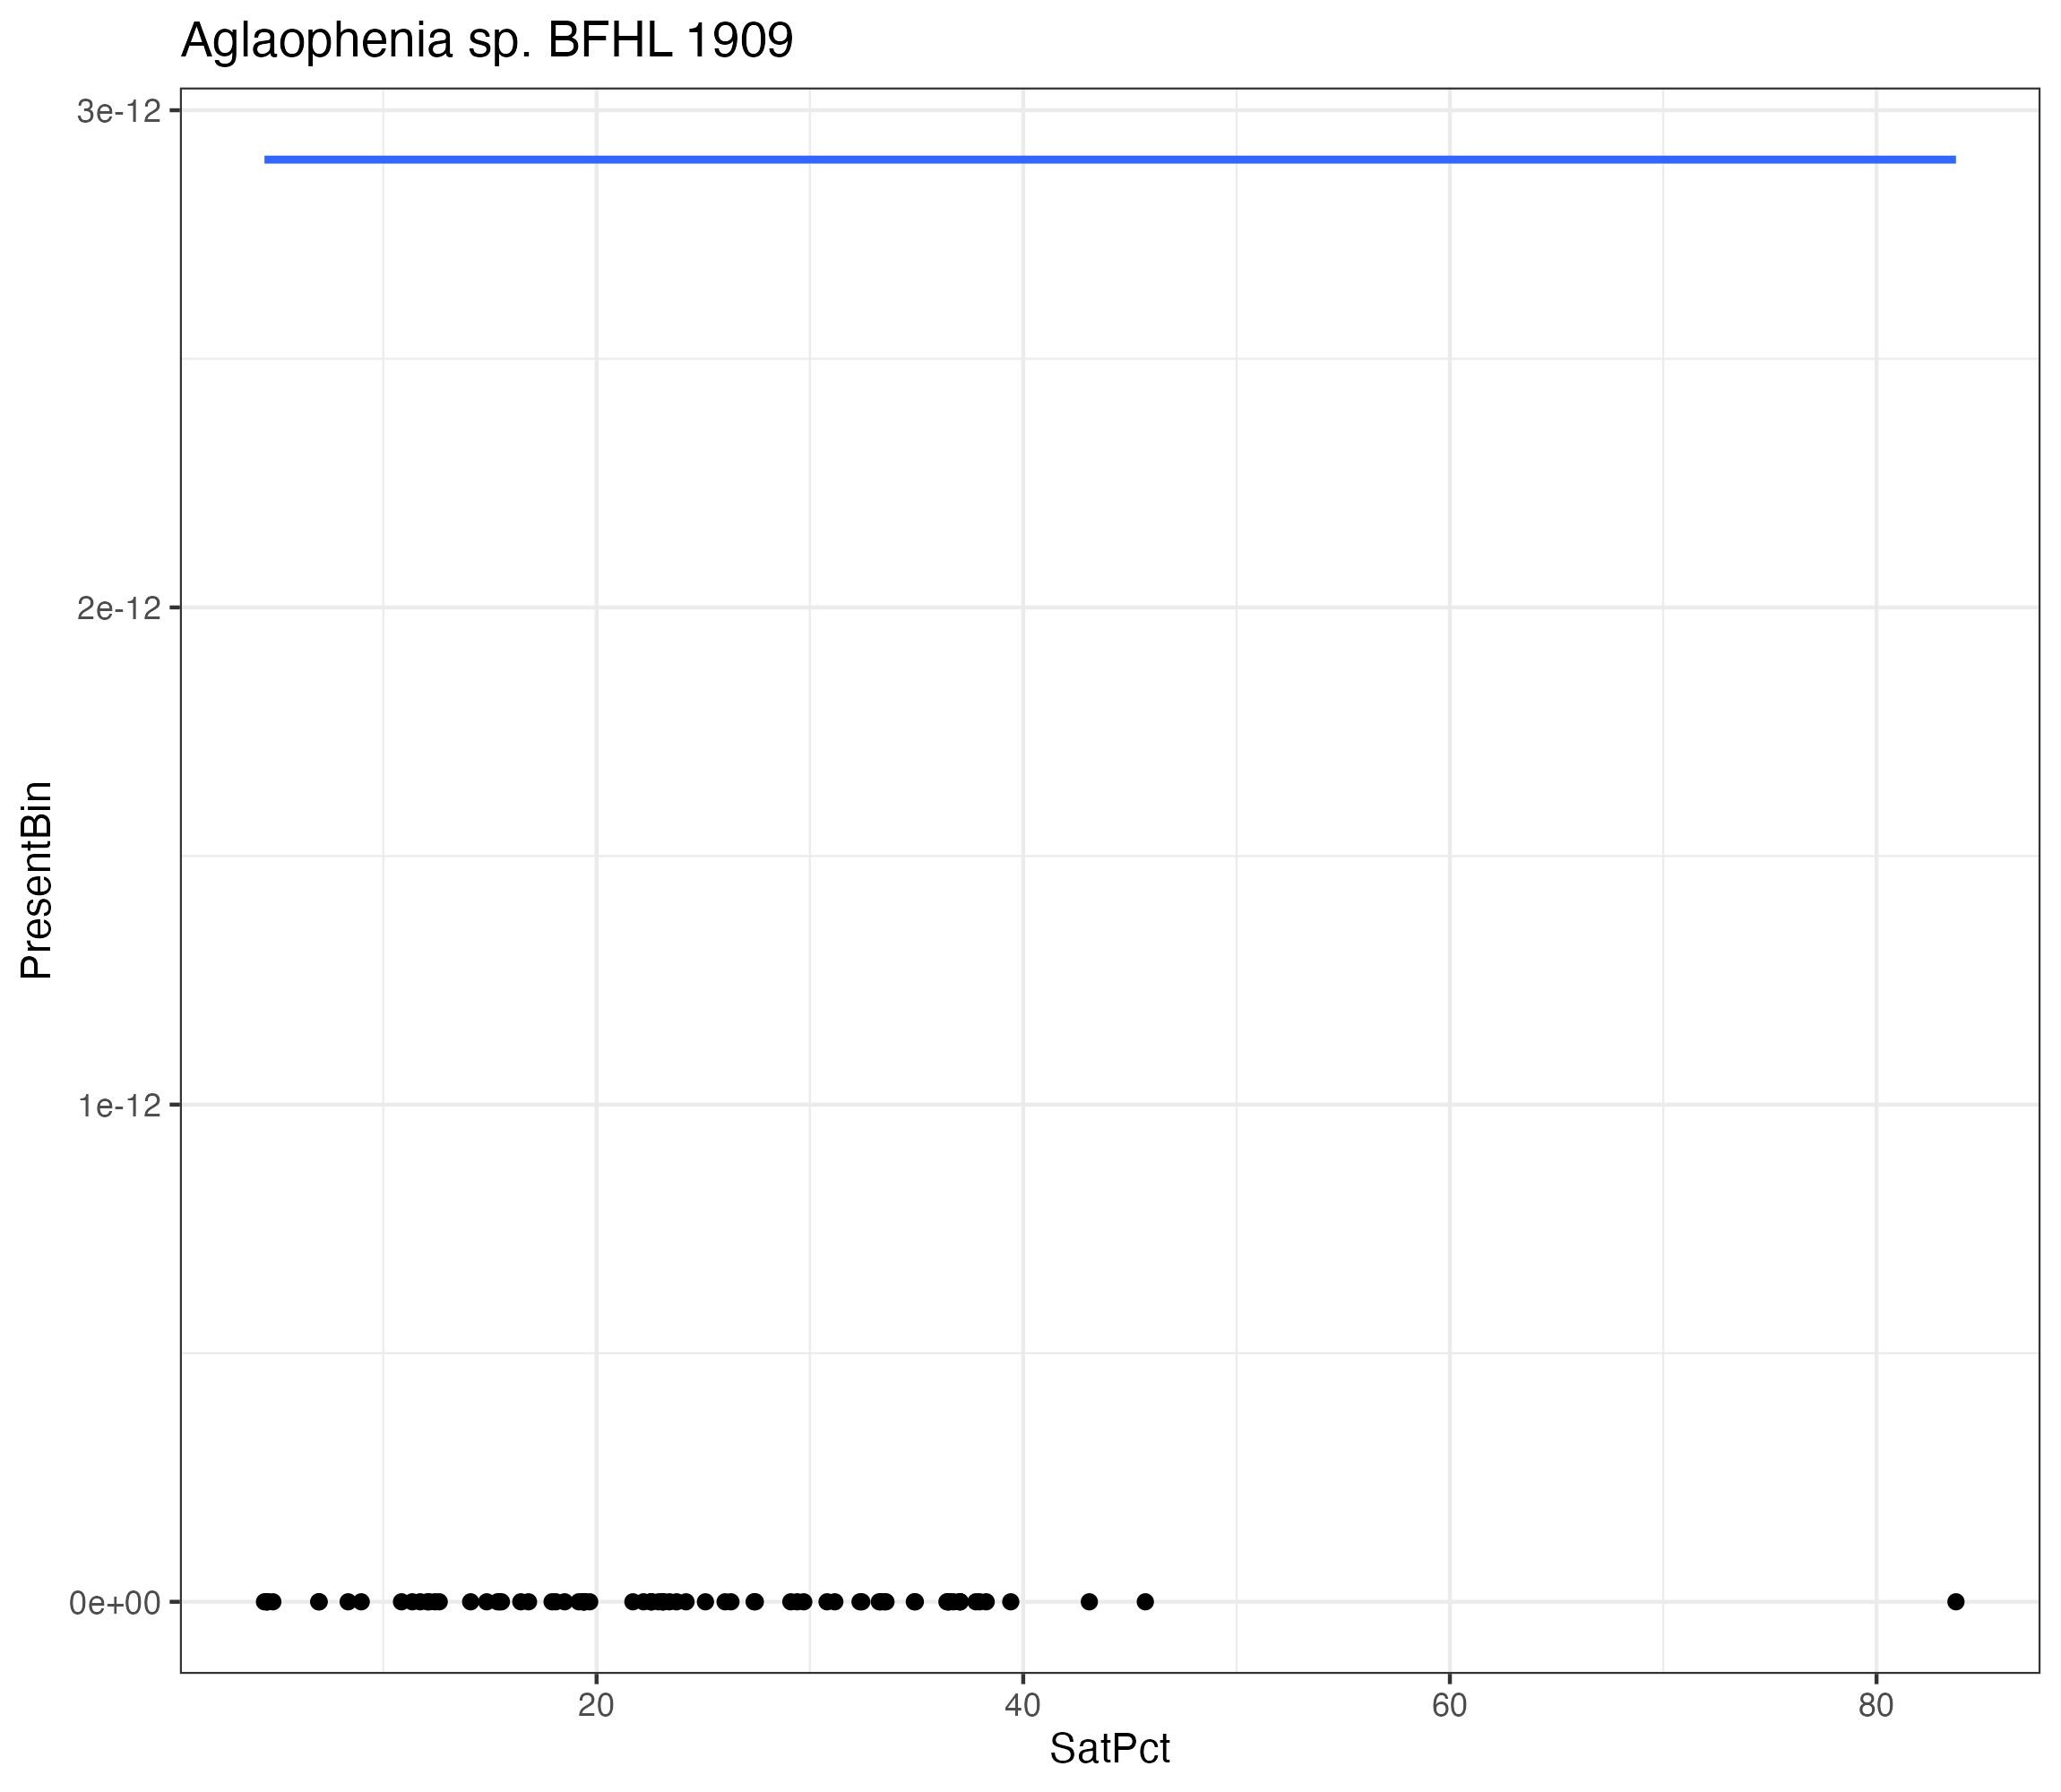 Aglaophenia sp. BFHL 1909
3e-12
2e-12
1e-12
0e+00
PresentBin
20
40
60
80
SatPct